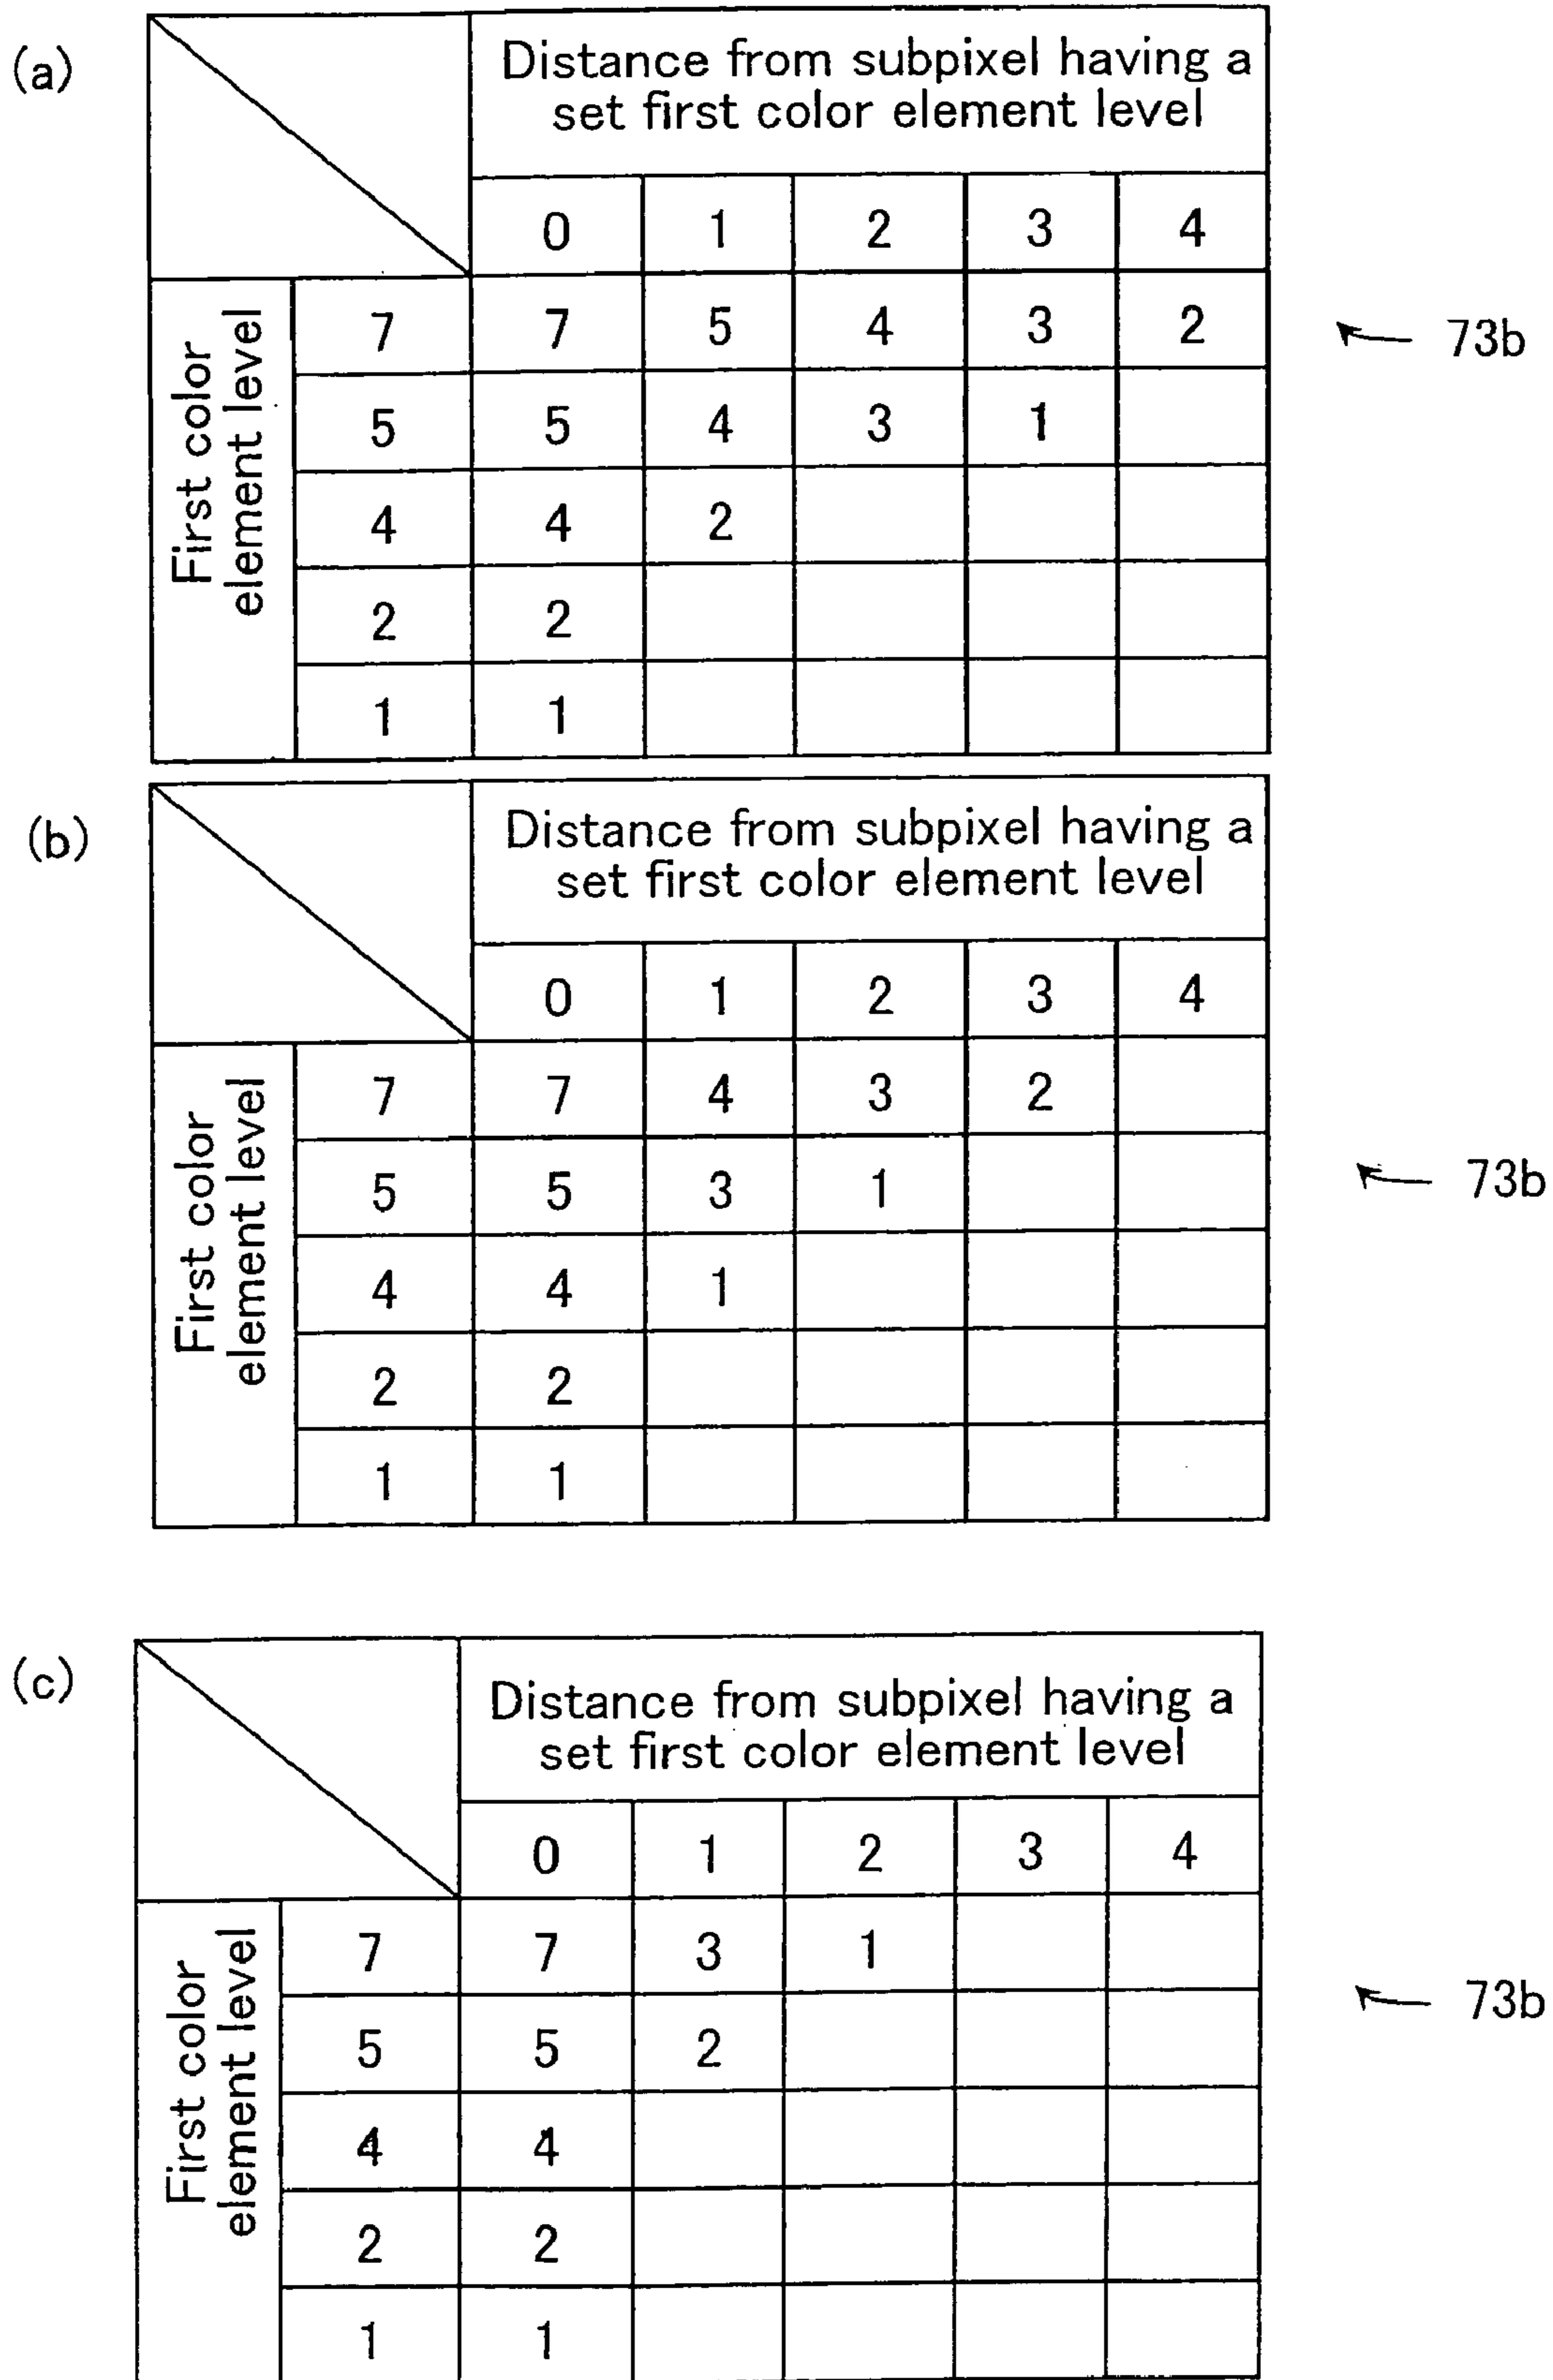 (a)
Distance from subpixel having a
set first color element level
0 1 2 3 4
First color
element level
7 7 5 4 3 2
73b
5 5 4 3 1
4 4 2
2 2
1 1
(b)
Distance from subpixel having a
set first color element level
0 1 2 3 4
First color
element level
7 7 4 3 2
5 5 3 1
73b
4 4 1
2 2
1 1
(c)
Distance from subpixel having a
set first color element level
0 1 2 3 4
First color
element level
7 7 3 1
73b
5 5 2
4 4
2 2
1 1